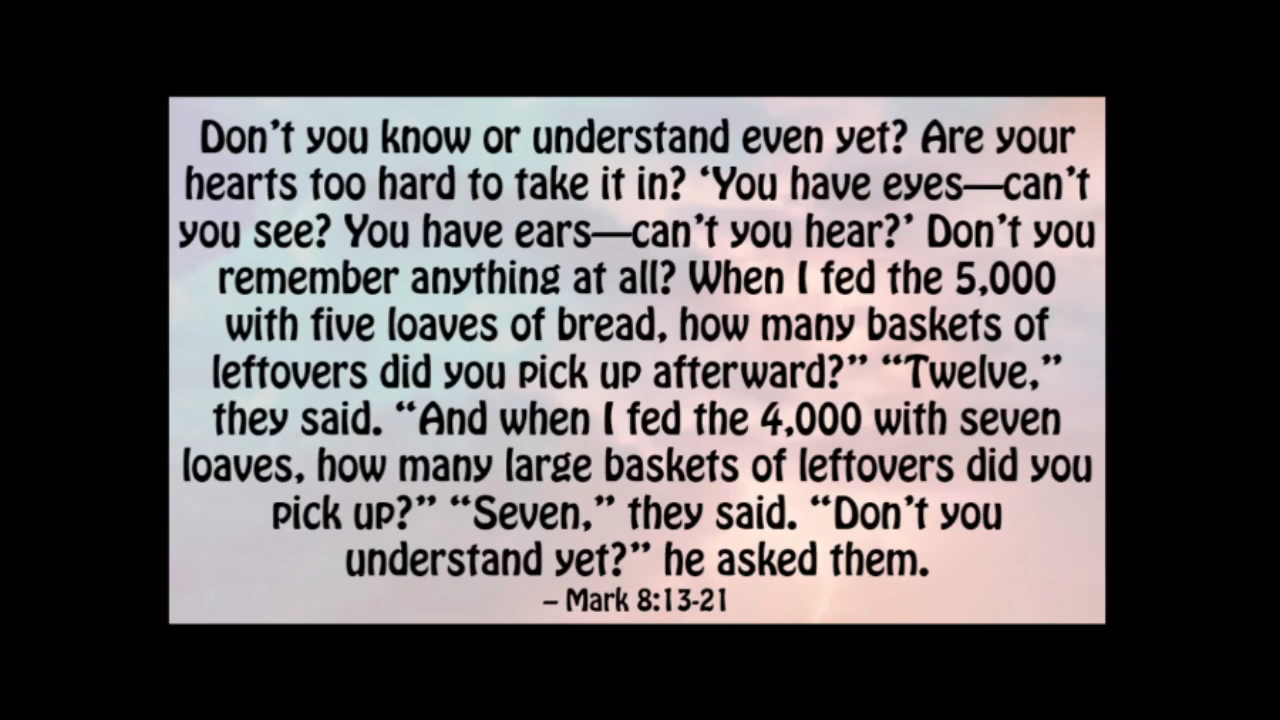 Don’t you know or understand even yet? Are your
hearts too hard to take it in? ‘You have eyes—can’t
you see? You have ears—can’t you hear?’ Don’t you
remember anything at all? When I fed the 5,000
with five loaves of bread, how many baskets of
leftovers did you pick up afterward?” “Twelve,”
they said. “And when I fed the 4,000 with seven
loaves, how many large baskets of leftovers did you
pick up?” “Seven,” they said. “Don’t you
understand yet?” he asked them.
– Mark 8:13-21